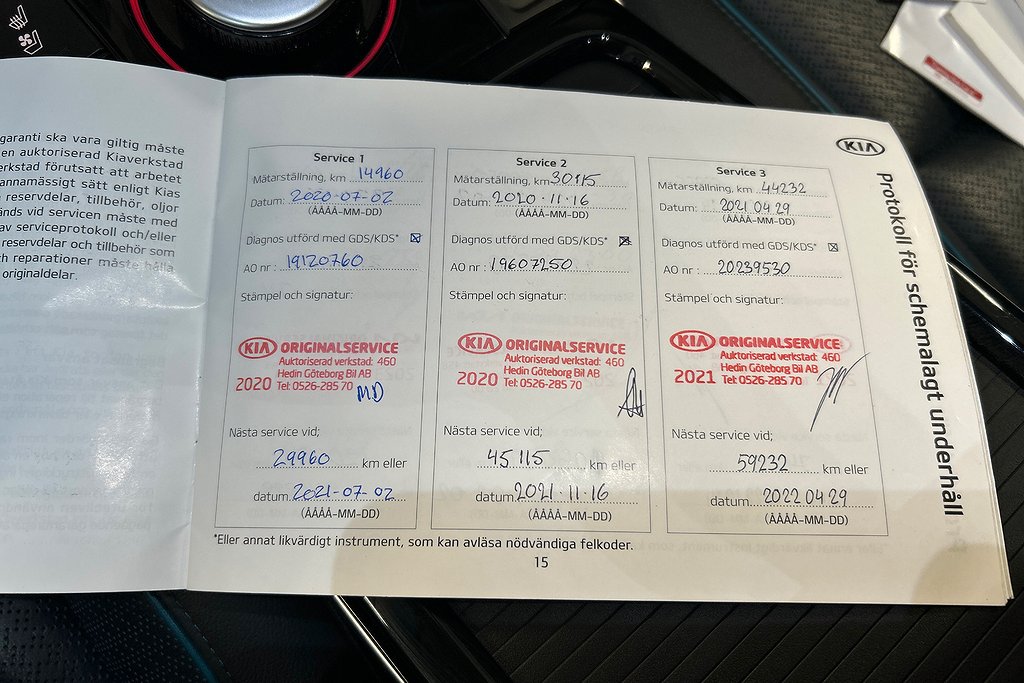 garanti ska vara giltig måste
en auktoriserad Kiaverkstad
erkstad förutsatt att arbetet
annamässigt sätt enligt Kias
reservdelar, tillbehör, oljor
nds vid servicen måste med
av serviceprotokoll och/eller
reservdelar och tillbehör som
ch reparationer måste hålla
originaldelar.
KIA
Protokoll för schemalagt underhåll
Service 1
Mätarställning, km 14960
Datum: 2020-07-02
(ÅÅÅÅ-MM-DD)
Diagnos utförd med GDS/KDS*
AO nr : 19120760
Stämpel och signatur:
KIA ORIGINALSERVICE
Auktoriserad verkstad: 460
Hedin Göteborg Bil AB
2020 Tel: 0526-285 70
MD
Nästa service vid;
29960 km eller
datum 2021-07-02
(ÅÅÅÅ-MM-DD)
Service 2
Mätarställning, km 30115
Datum: 2020-11-16
(ÅÅÅÅ-MM-DD)
Diagnos utförd med GDS/KDS*
AO nr : 19607250
Stämpel och signatur:
KIA ORIGINALSERVICE
Auktoriserad verkstad: 460
Hedin Göteborg Bil AB
2020 Tel: 0526-285 70
Nästa service vid;
45115 km eller
datum 2021-11-16
(ÅÅÅÅ-MM-DD)
Service 3
Mätarställning, km 44232
Datum: 2021 04 29
(ÅÅÅÅ-MM-DD)
Diagnos utförd med GDS/KDS*
AO nr : 20239530
Stämpel och signatur:
KIA ORIGINALSERVICE
Auktoriserad verkstad: 460
Hedin Göteborg Bil AB
2021 Tel: 0526-285 70
Nästa service vid;
59232 km eller
datum 2022 04 29
(ÅÅÅÅ-MM-DD)
*Eller annat likvärdigt instrument, som kan avläsa nödvändiga felkoder.
15